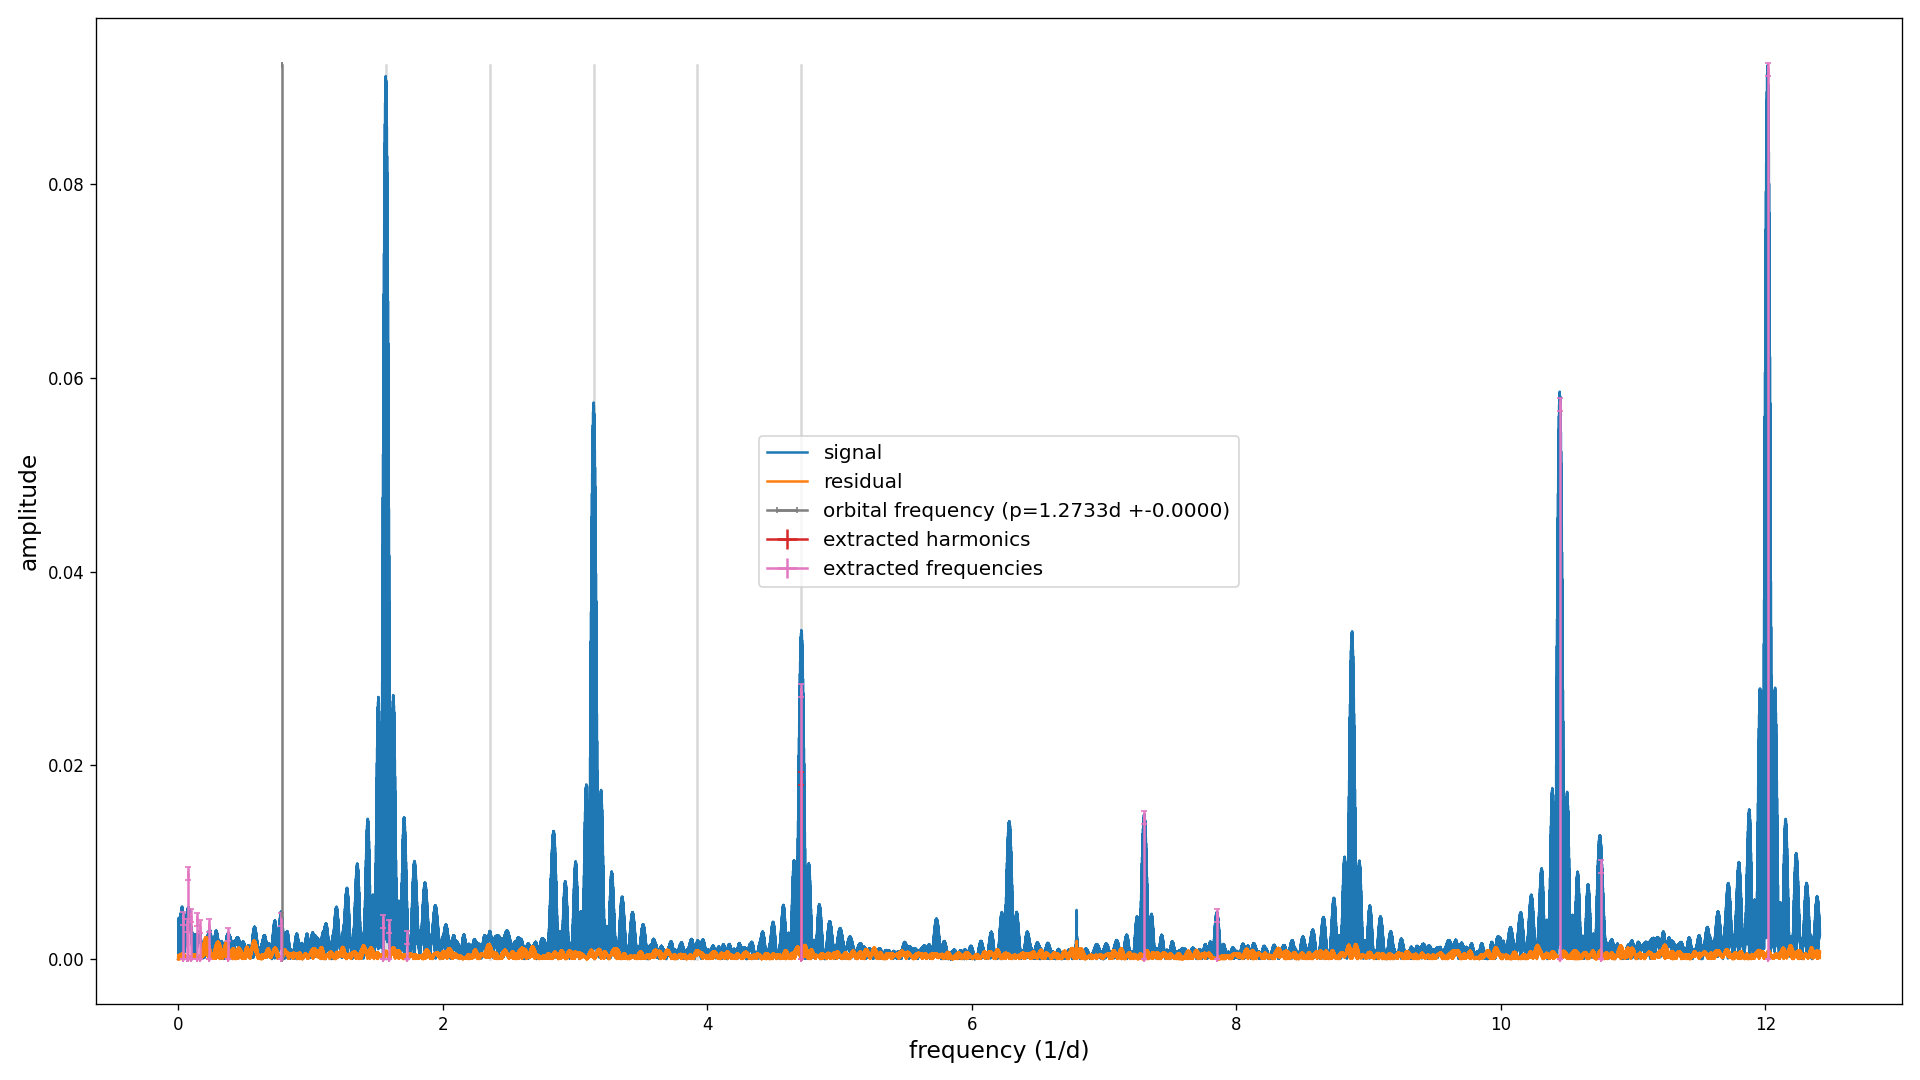 0.08
0.06
0.04
0.02
0.00
amplitude
signal
residual
orbital frequency (p=1.2733d +-0.0000)
extracted harmonics
extracted frequencies
0 2 4 6 8 10 12
frequency (1/d)